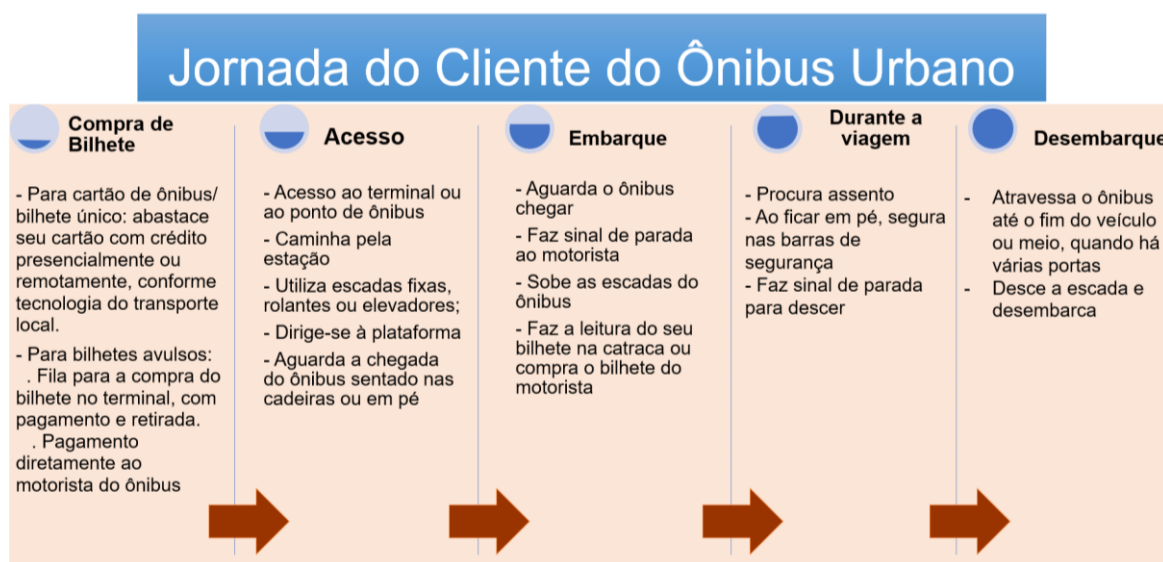 Jornada do Cliente do Ônibus Urbano
Compra de
Bilhete
- Para cartão de ônibus/
bilhete único: abastace
seu cartão com crédito
presencialmente ou
remotamente, conforme
tecnologia do transporte
local.
- Para bilhetes avulsos:
. Fila para a compra do
bilhete no terminal, com
pagamento e retirada.
. Pagamento
diretamente ao
motorista do ônibus
Acesso
- Acesso ao terminal ou
ao ponto de ônibus
- Caminha pela
estação
- Utiliza escadas fixas,
rolantes ou elevadores;
- Dirige-se à plataforma
- Aguarda a chegada
do ônibus sentado nas
cadeiras ou em pé
Embarque
- Aguarda o ônibus
chegar
- Faz sinal de parada
ao motorista
- Sobe as escadas do
ônibus
- Faz a leitura do seu
bilhete na catraca ou
compra o bilhete do
motorista
Durante a
viagem
- Procura assento
- Ao ficar em pé, segura
nas barras de
segurança
- Faz sinal de parada
para descer
Desembarque
- Atravessa o ônibus
até o fim do veículo
ou meio, quando há
várias portas
- Desce a escada e
desembarca